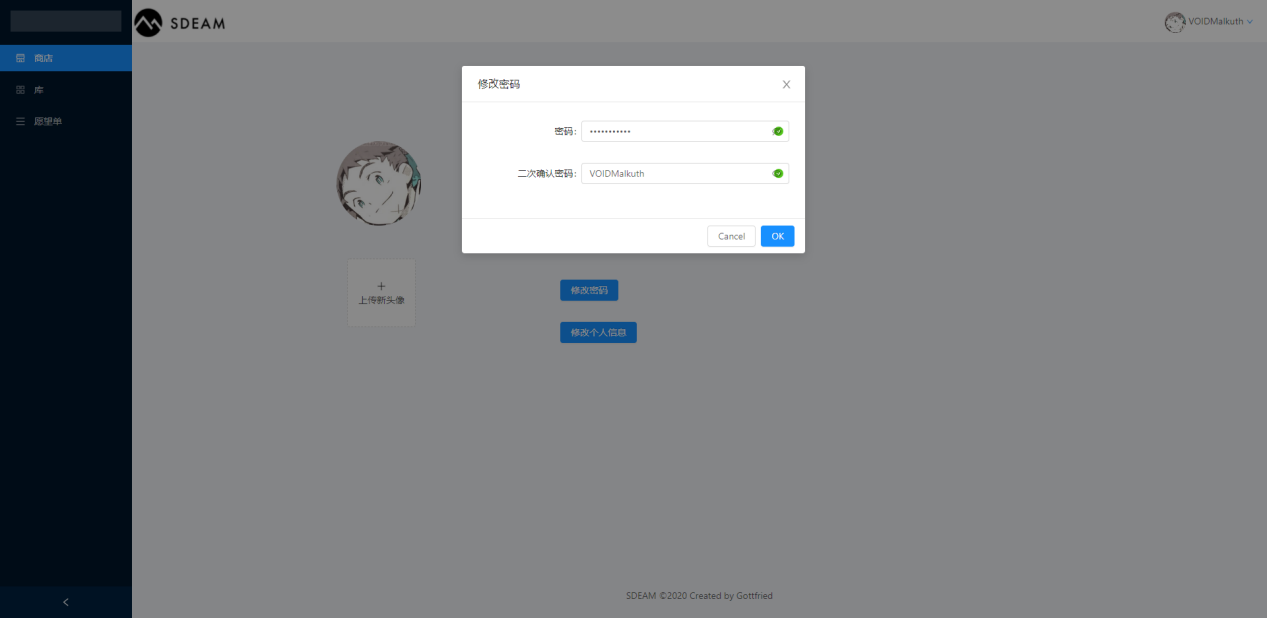 SDEAM
VOIDMalkuth
商店
库
愿望单
修改密码
密码:
•••••••••••
二次确认密码:
VOIDMalkuth
Cancel
OK
上传新头像
修改密码
修改个人信息
SDEAM ©2020 Created by Gottfried